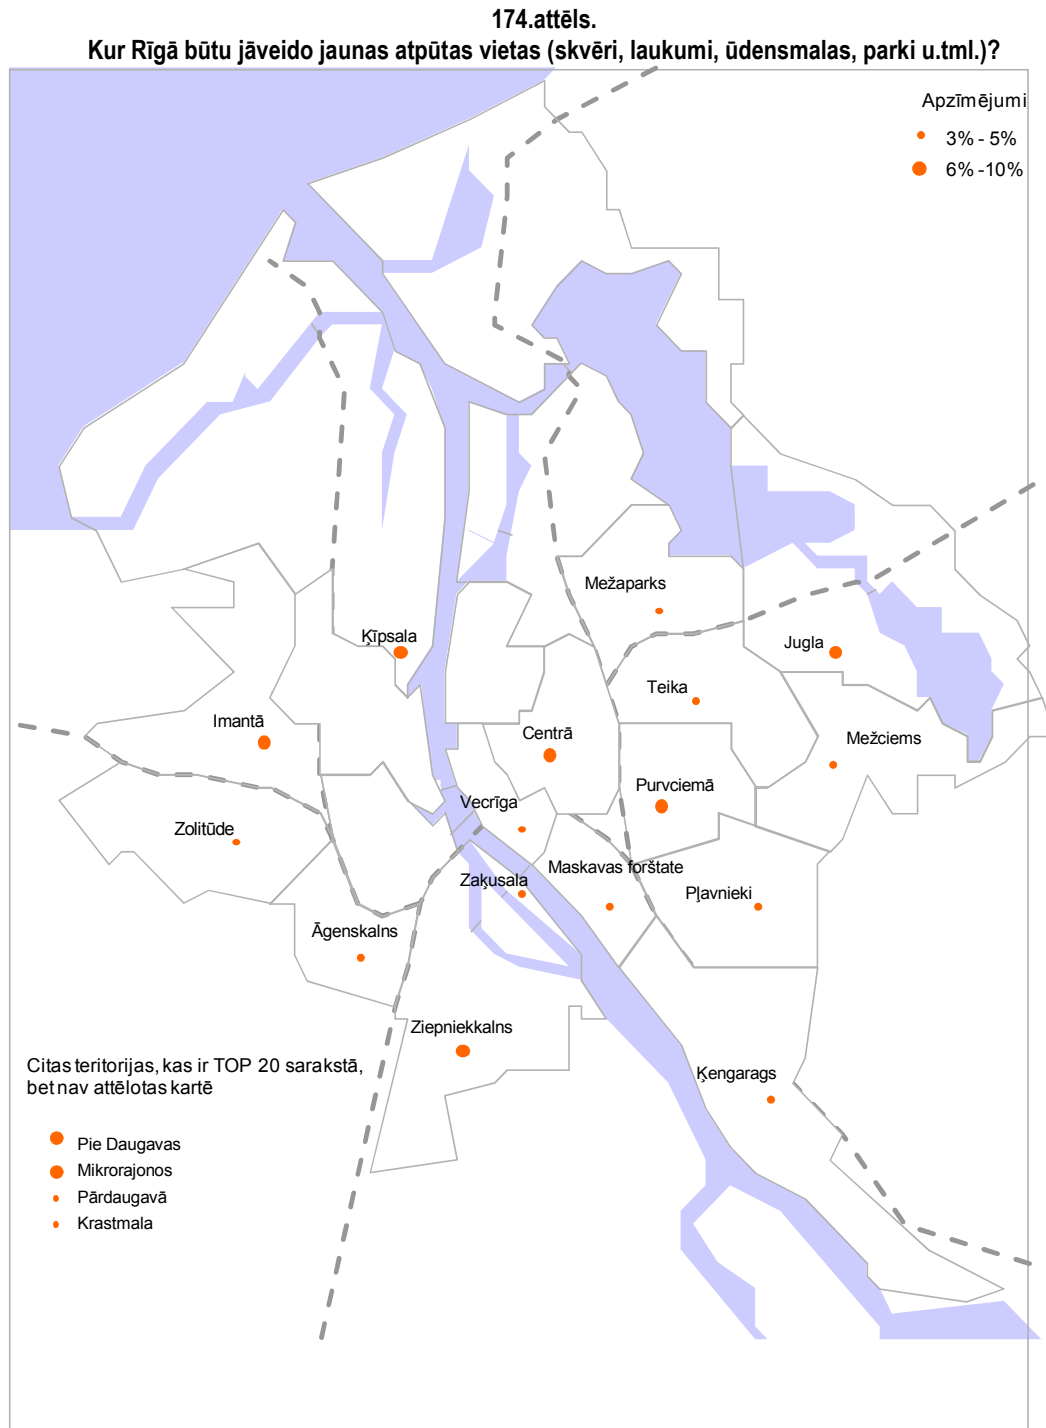 174.attēls.
Kur Rīgā būtu jāveido jaunas atpūtas vietas (skvēri, laukumi, ūdensmalas, parki u.tml.)?
Apzīmējumi
3% - 5%
6% -10%
Mežaparks
Ķīpsala
Jugla
Teika
Imantā
Centrā
Mežciems
Purvciemā
Vecrīga
Zolitūde
Maskavas forštate
Zaķusala
Pļavnieki
Āgenskalns
Ziepniekkalns
Citas teritorijas, kas ir TOP 20 sarakstā,
bet nav attēlotas kartē
Ķengarags
Pie Daugavas
Mikrorajonos
Pārdaugavā
Krastmala